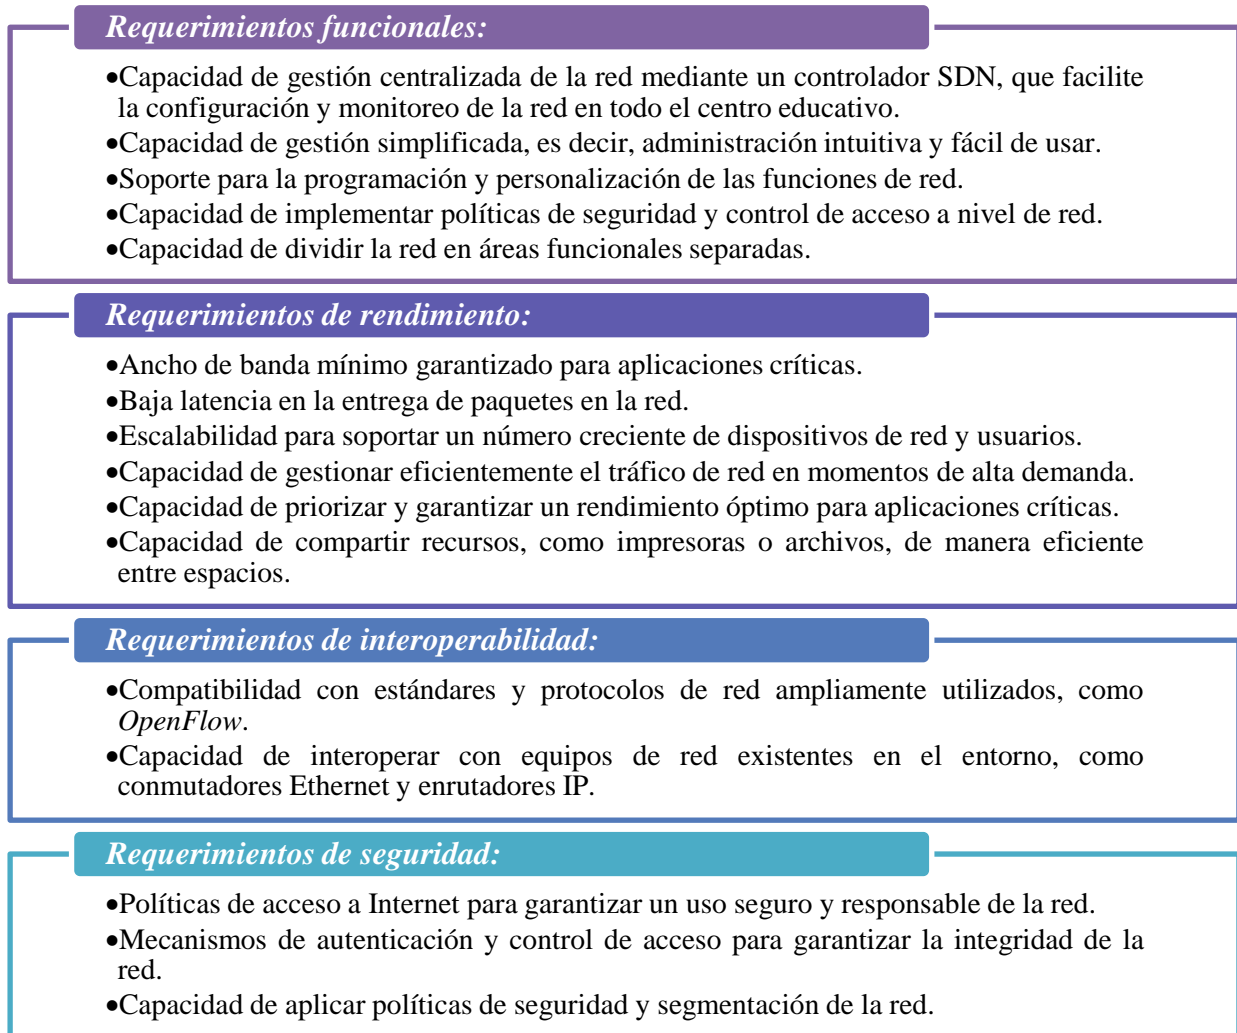 Requerimientos funcionales:
•Capacidad de gestión centralizada de la red mediante un controlador SDN, que facilite
la configuración y monitoreo de la red en todo el centro educativo.
•Capacidad de gestión simplificada, es decir, administración intuitiva y fácil de usar.
•Soporte para la programación y personalización de las funciones de red.
•Capacidad de implementar políticas de seguridad y control de acceso a nivel de red.
•Capacidad de dividir la red en áreas funcionales separadas.
Requerimientos de rendimiento:
•Ancho de banda mínimo garantizado para aplicaciones críticas.
•Baja latencia en la entrega de paquetes en la red.
•Escalabilidad para soportar un número creciente de dispositivos de red y usuarios.
•Capacidad de gestionar eficientemente el tráfico de red en momentos de alta demanda.
•Capacidad de priorizar y garantizar un rendimiento óptimo para aplicaciones críticas.
•Capacidad de compartir recursos, como impresoras o archivos, de manera eficiente
entre espacios.
Requerimientos de interoperabilidad:
•Compatibilidad con estándares y protocolos de red ampliamente utilizados, como
OpenFlow.
•Capacidad de interoperar con equipos de red existentes en el entorno, como
conmutadores Ethernet y enrutadores IP.
Requerimientos de seguridad:
•Políticas de acceso a Internet para garantizar un uso seguro y responsable de la red.
•Mecanismos de autenticación y control de acceso para garantizar la integridad de la
red.
•Capacidad de aplicar políticas de seguridad y segmentación de la red.